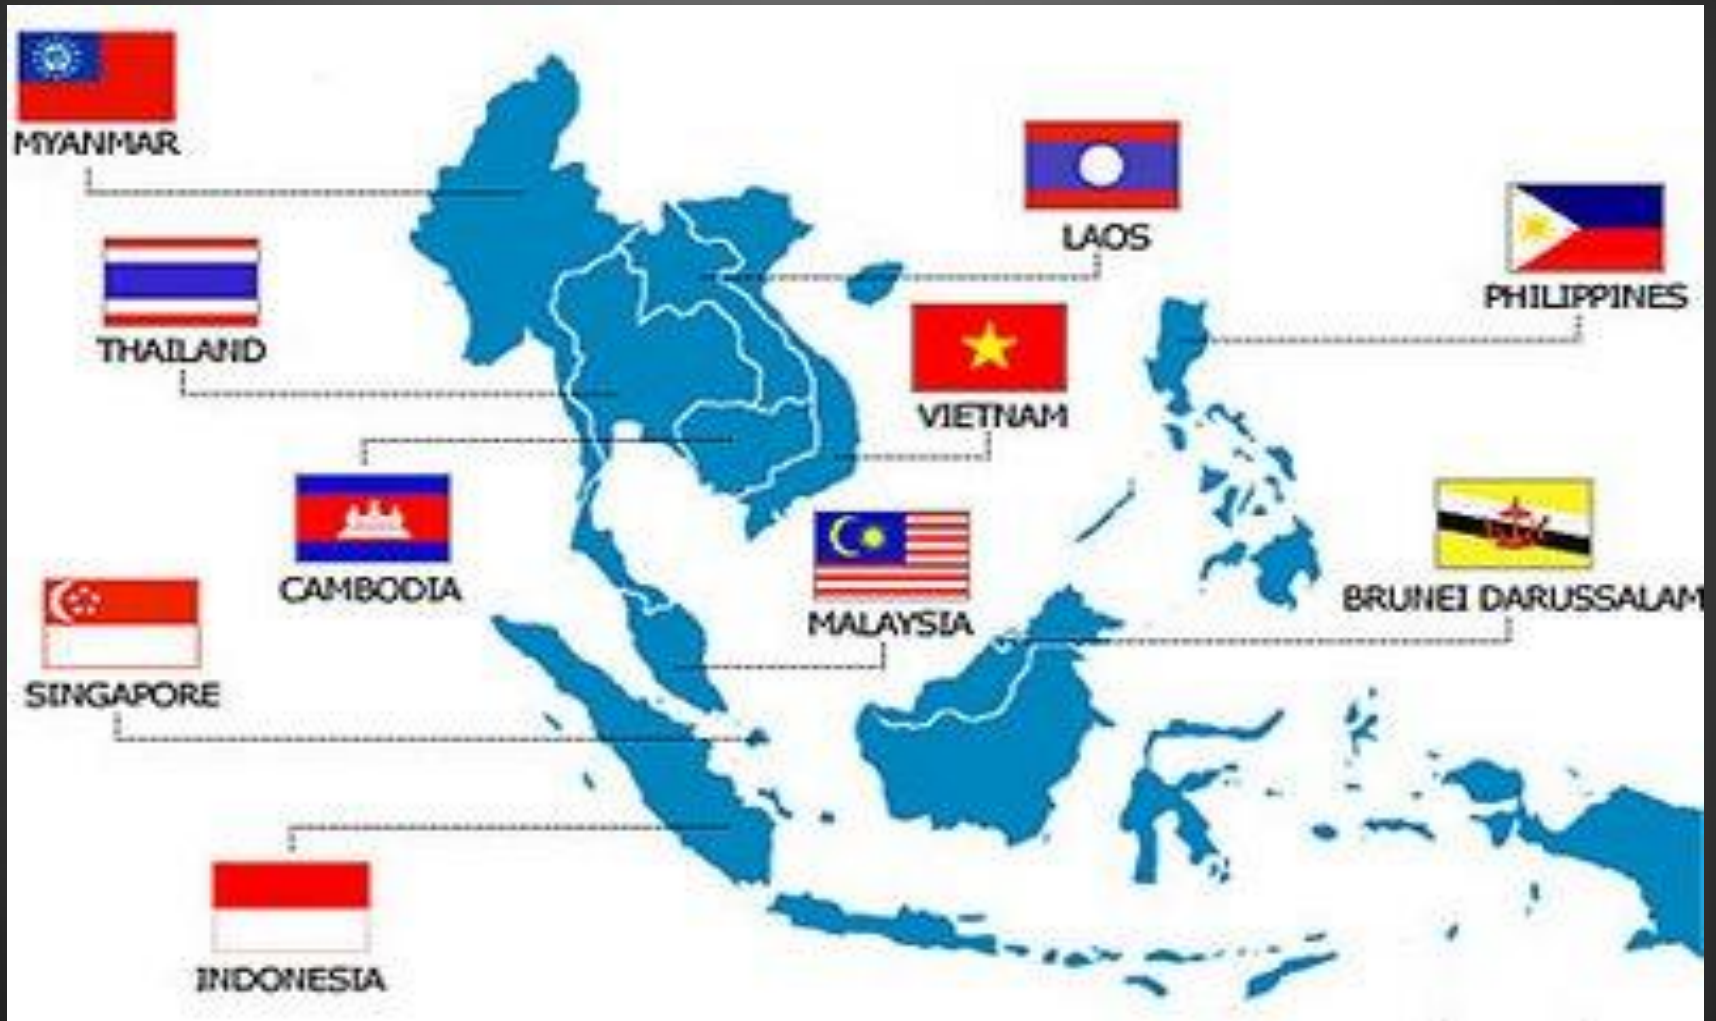 MYANMAR
LAOS
PHILIPPINES
THAILAND
VIETNAM
CAMBODIA
BRUNEI DARUSSALAM
MALAYSIA
SINGAPORE
INDONESIA